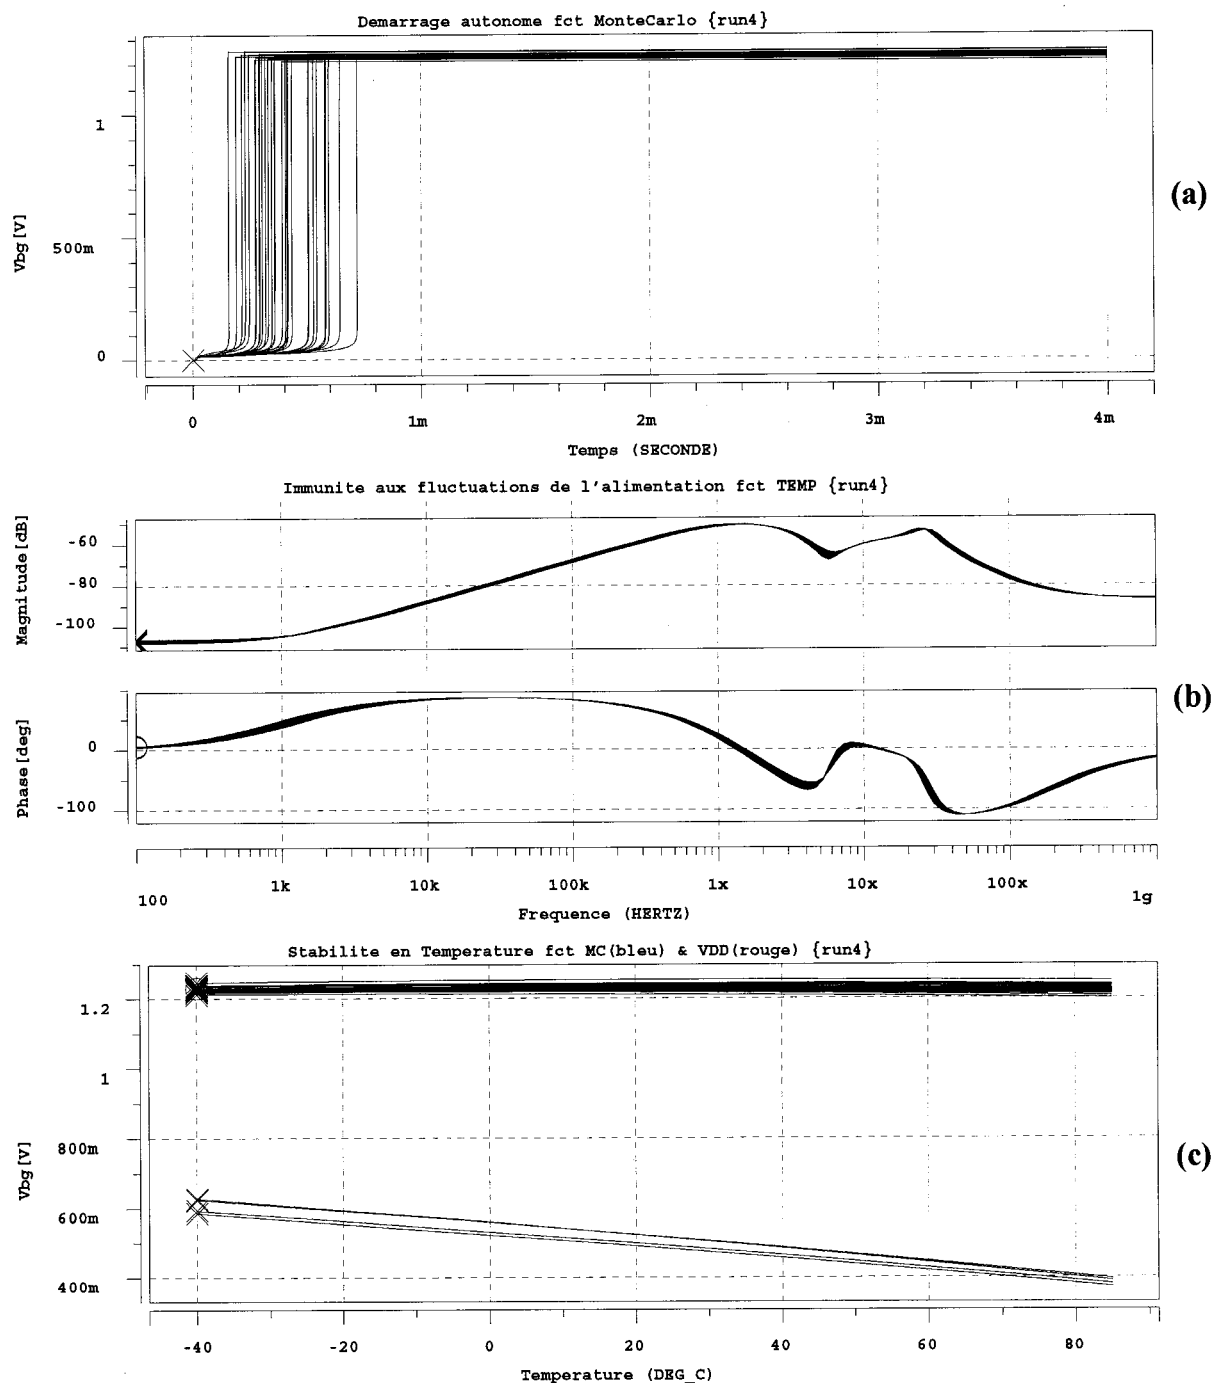 Demarrage autonome fct MonteCarlo {run4}
Vbg[V]
1
500m
0
(a)
0 1m 2m 3m 4m
Temps (SECONDE)
Immunite aux fluctuations de l'alimentation fct TEMP {run4}
Magnitude[dB]
-60
-80
-100
(b)
Phase[deg]
0
-100
100 1k 10k 100k 1x 10x 100x 1g
Frequence (HERTZ)
Stabilite en Temperature fct MC(bleu) & VDD(rouge) {run4}
Vbg[V]
1.2
1
800m
600m
400m
(c)
-40 -20 0 20 40 60 80
Temperature (DEG_C)